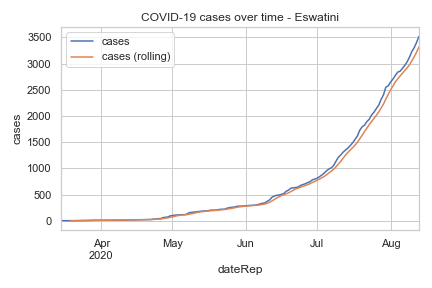 COVID-19 cases over time - Eswatini
cases
cases (rolling)
3500
3000
2500
2000
1500
1000
500
0
cases
Apr
2020
May
Jun
Jul
Aug
dateRep